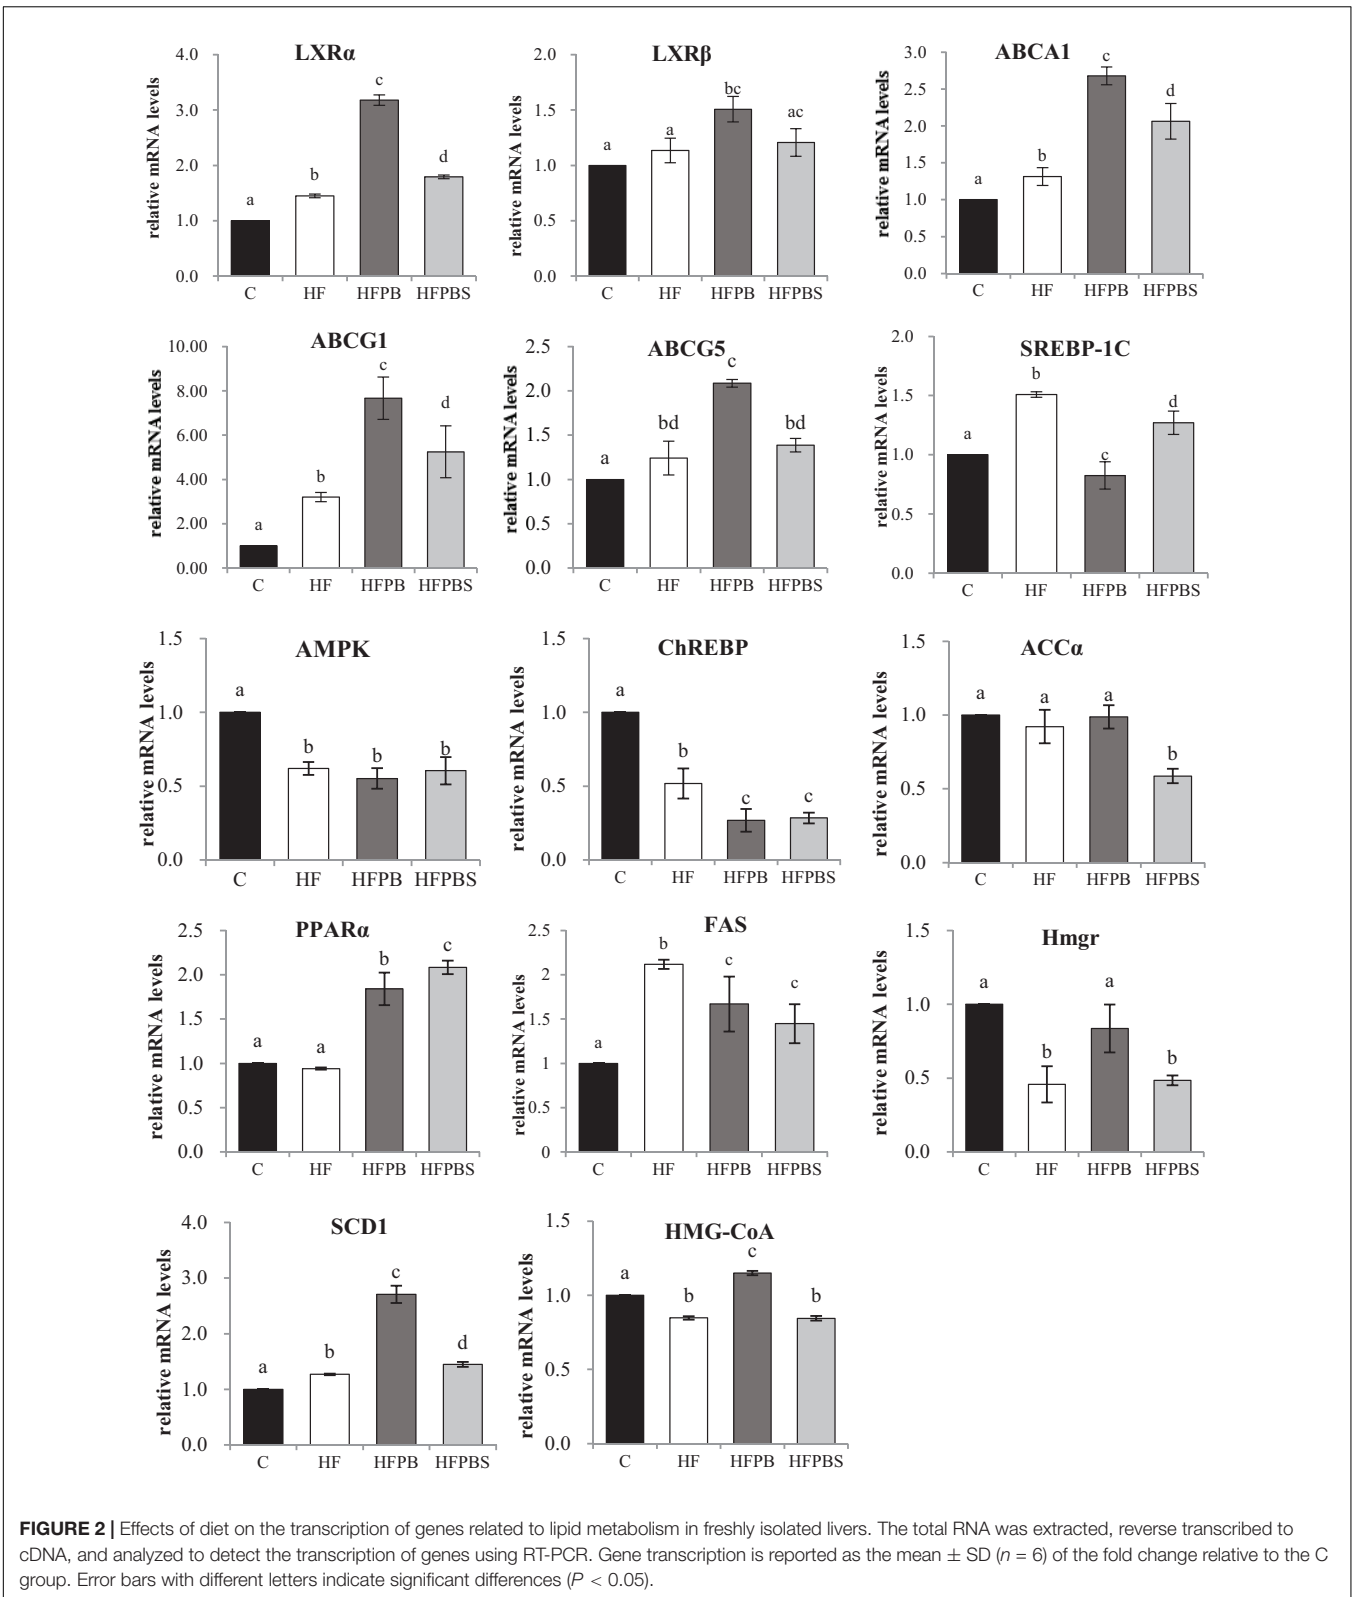 LXRα
relative mRNA levels
4.0
3.0
2.0
1.0
0.0
a
b
c
d
C HF HFPB HFPBS
LXRβ
relative mRNA levels
2.0
1.5
1.0
0.5
0.0
a
a
bc
ac
C HF HFPB HFPBS
ABCA1
relative mRNA levels
3.0
2.5
2.0
1.5
1.0
0.5
0.0
a
b
c
d
C HF HFPB HFPBS
ABCG1
relative mRNA levels
10.00
8.00
6.00
4.00
2.00
0.00
a
b
c
d
C HF HFPB HFPBS
ABCG5
relative mRNA levels
2.5
2.0
1.5
1.0
0.5
0.0
a
bd
c
bd
C HF HFPB HFPBS
SREBP-1C
relative mRNA levels
2.0
1.5
1.0
0.5
0.0
a
b
c
d
C HF HFPB HFPBS
AMPK
relative mRNA levels
1.5
1.0
0.5
0.0
a
b
b
b
C HF HFPB HFPBS
ChREBP
relative mRNA levels
1.5
1.0
0.5
0.0
a
b
c
c
C HF HFPB HFPBS
ACCα
relative mRNA levels
1.5
1.0
0.5
0.0
a
a
a
b
C HF HFPB HFPBS
PPARα
relative mRNA levels
2.5
2.0
1.5
1.0
0.5
0.0
a
a
b
c
C HF HFPB HFPBS
FAS
relative mRNA levels
2.5
2
1.5
1
0.5
0
a
b
c
c
C HF HFPB HFPBS
Hmgr
relative mRNA levels
1.5
1.0
0.5
0.0
a
b
a
b
C HF HFPB HFPBS
SCD1
relative mRNA levels
4.0
3.0
2.0
1.0
0.0
a
b
c
d
C HF HFPB HFPBS
HMG-CoA
relative mRNA levels
1.5
1.0
0.5
0.0
a
b
c
b
C HF HFPB HFPBS
FIGURE 2 | Effects of diet on the transcription of genes related to lipid metabolism in freshly isolated livers. The total RNA was extracted, reverse transcribed to
cDNA, and analyzed to detect the transcription of genes using RT-PCR. Gene transcription is reported as the mean ± SD (n = 6) of the fold change relative to the C
group. Error bars with different letters indicate significant differences (P < 0.05).